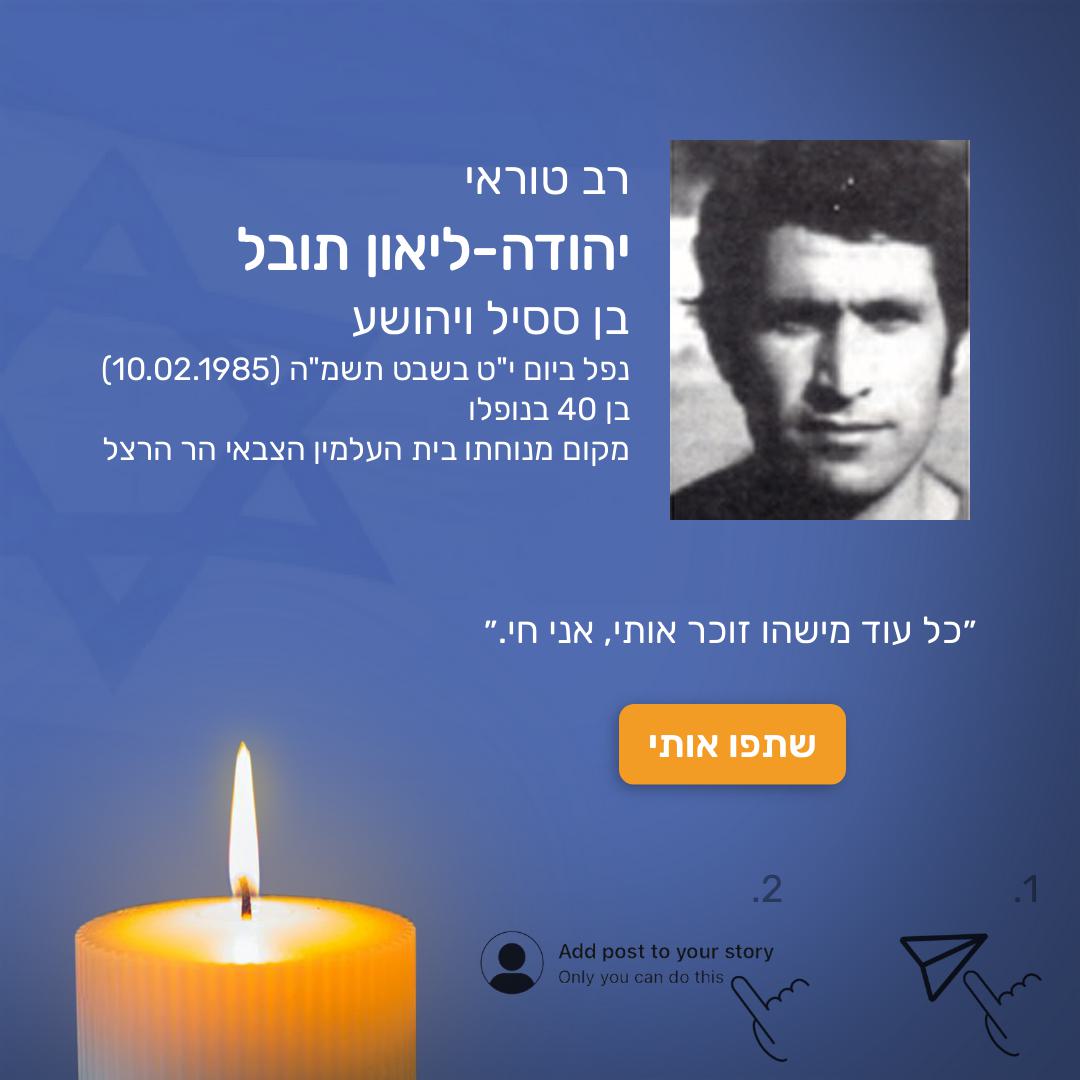 רב טוראי
יהודה-ליאון תובל
בן ססיל ויהושע
נפל ביום י"ט בשבט תשמ"ה (10.02.1985)
בן 40 בנופלו
מקום מנוחתו בית העלמין הצבאי הר הרצל
״כל עוד מישהו זוכר אותי, אני חי.״
שתפו אותי
.1
.2
Add post to your story
Only you can do this